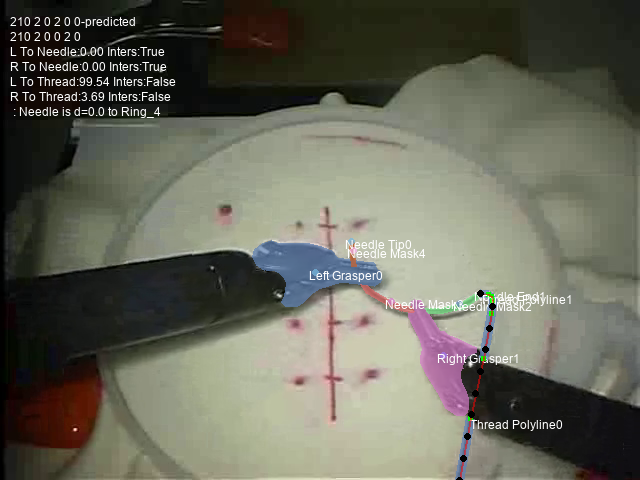 210 2 0 2 0 0-predicted
210 2 0 0 2 0
L To Needle:0.00 Inters:True
R To Needle:0.00 Inters:True
L To Thread:99.54 Inters:False
R To Thread:3.69 Inters:False
: Needle is d=0.0 to Ring_4
Needle Tip0
Needle Mask4
Left Grasper0
Thread Polyline1
Needle Mask3
Needle Mask2
Right Grasper1
Thread Polyline0